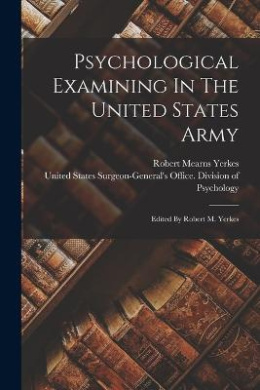 PSYCHOLOGICAL
EXAMINING IN THE
UNITED STATES
ARMY
Robert Mearns Yerkes
United States Surgeon-General's Office. Division of
Psychology
Edited By Robert M. Yerkes